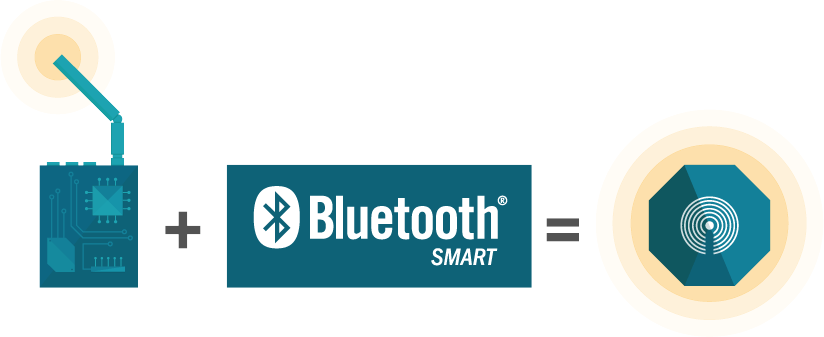 + Bluetooth® =
SMART